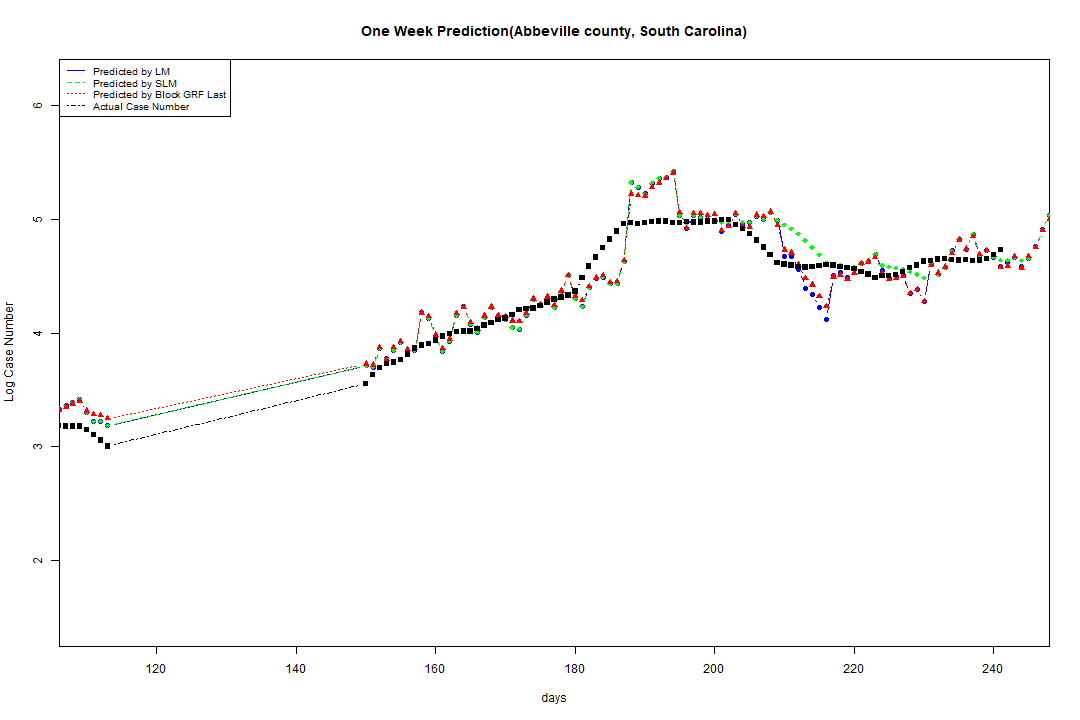 One Week Prediction(Abbeville county, South Carolina)
Predicted by LM
Predicted by SLM
Predicted by Block GRF Last
Actual Case Number
6
5
4
3
2
Log Case Number
120 140 160 180 200 220 240
days